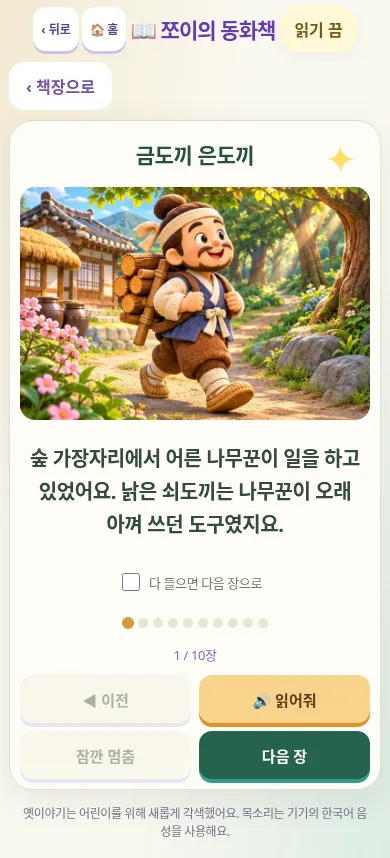 ‹ 뒤로
🏠 홈
📖 쪼이의 동화책
읽기 끔
‹ 책장으로
금도끼 은도끼
숲 가장자리에서 어른 나무꾼이 일을 하고
있었어요. 낡은 쇠도끼는 나무꾼이 오래
아껴 쓰던 도구였지요.
다 들으면 다음 장으로
1 / 10장
◀ 이전
🔊 읽어줘
잠깐 멈춤
다음 장
옛이야기는 어린이를 위해 새롭게 각색했어요. 목소리는 기기의 한국어 음
성을 사용해요.